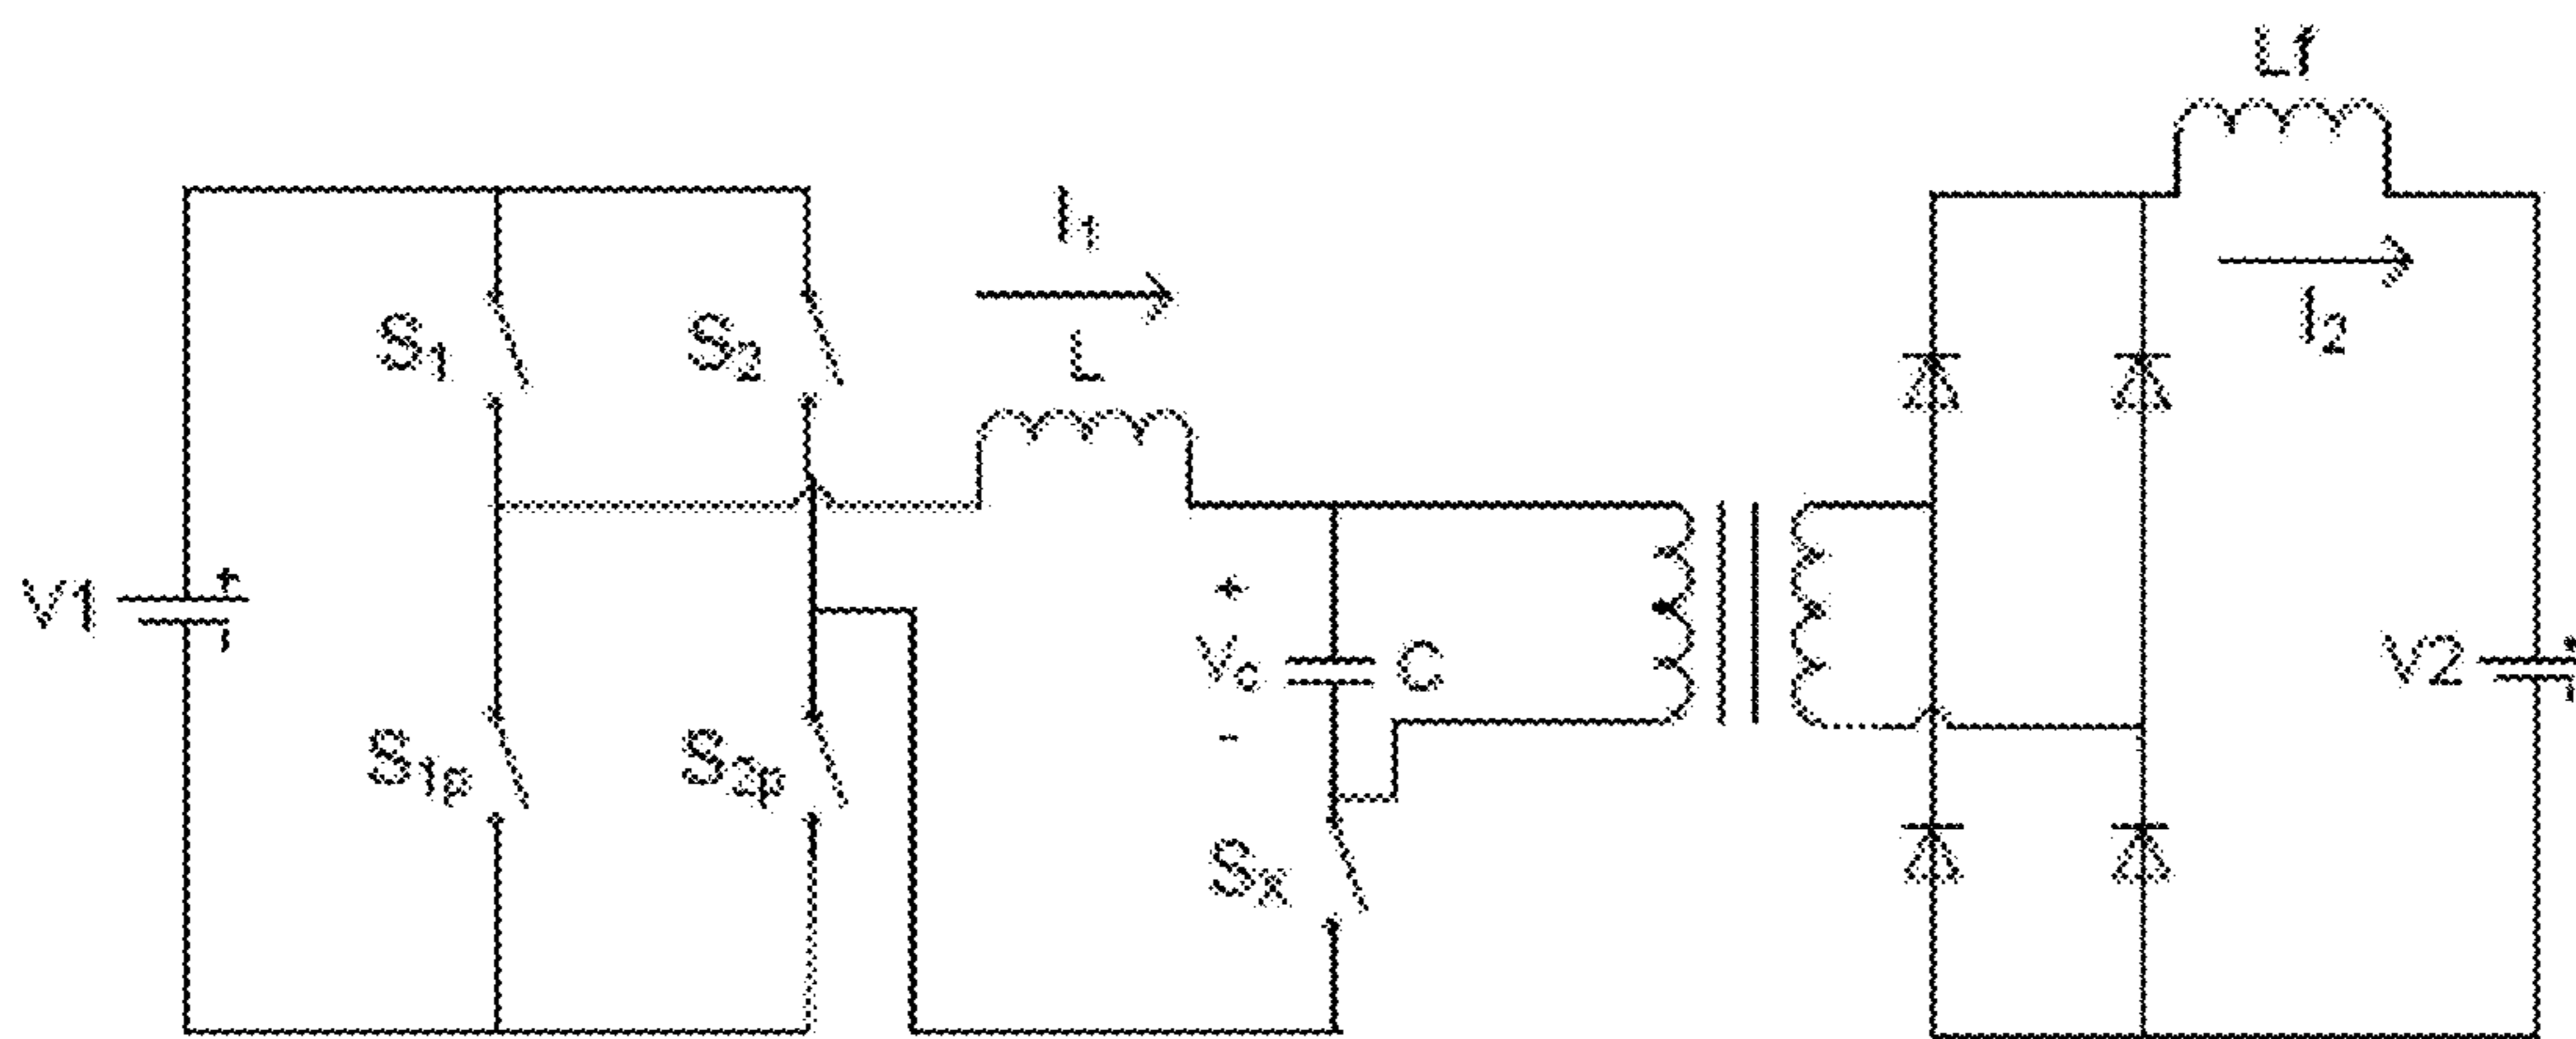 Lf
I1
S1
S2
L
I2
V1
+
-
+
Vc
C
-
V2
+
-
S1p
S2p
Sx